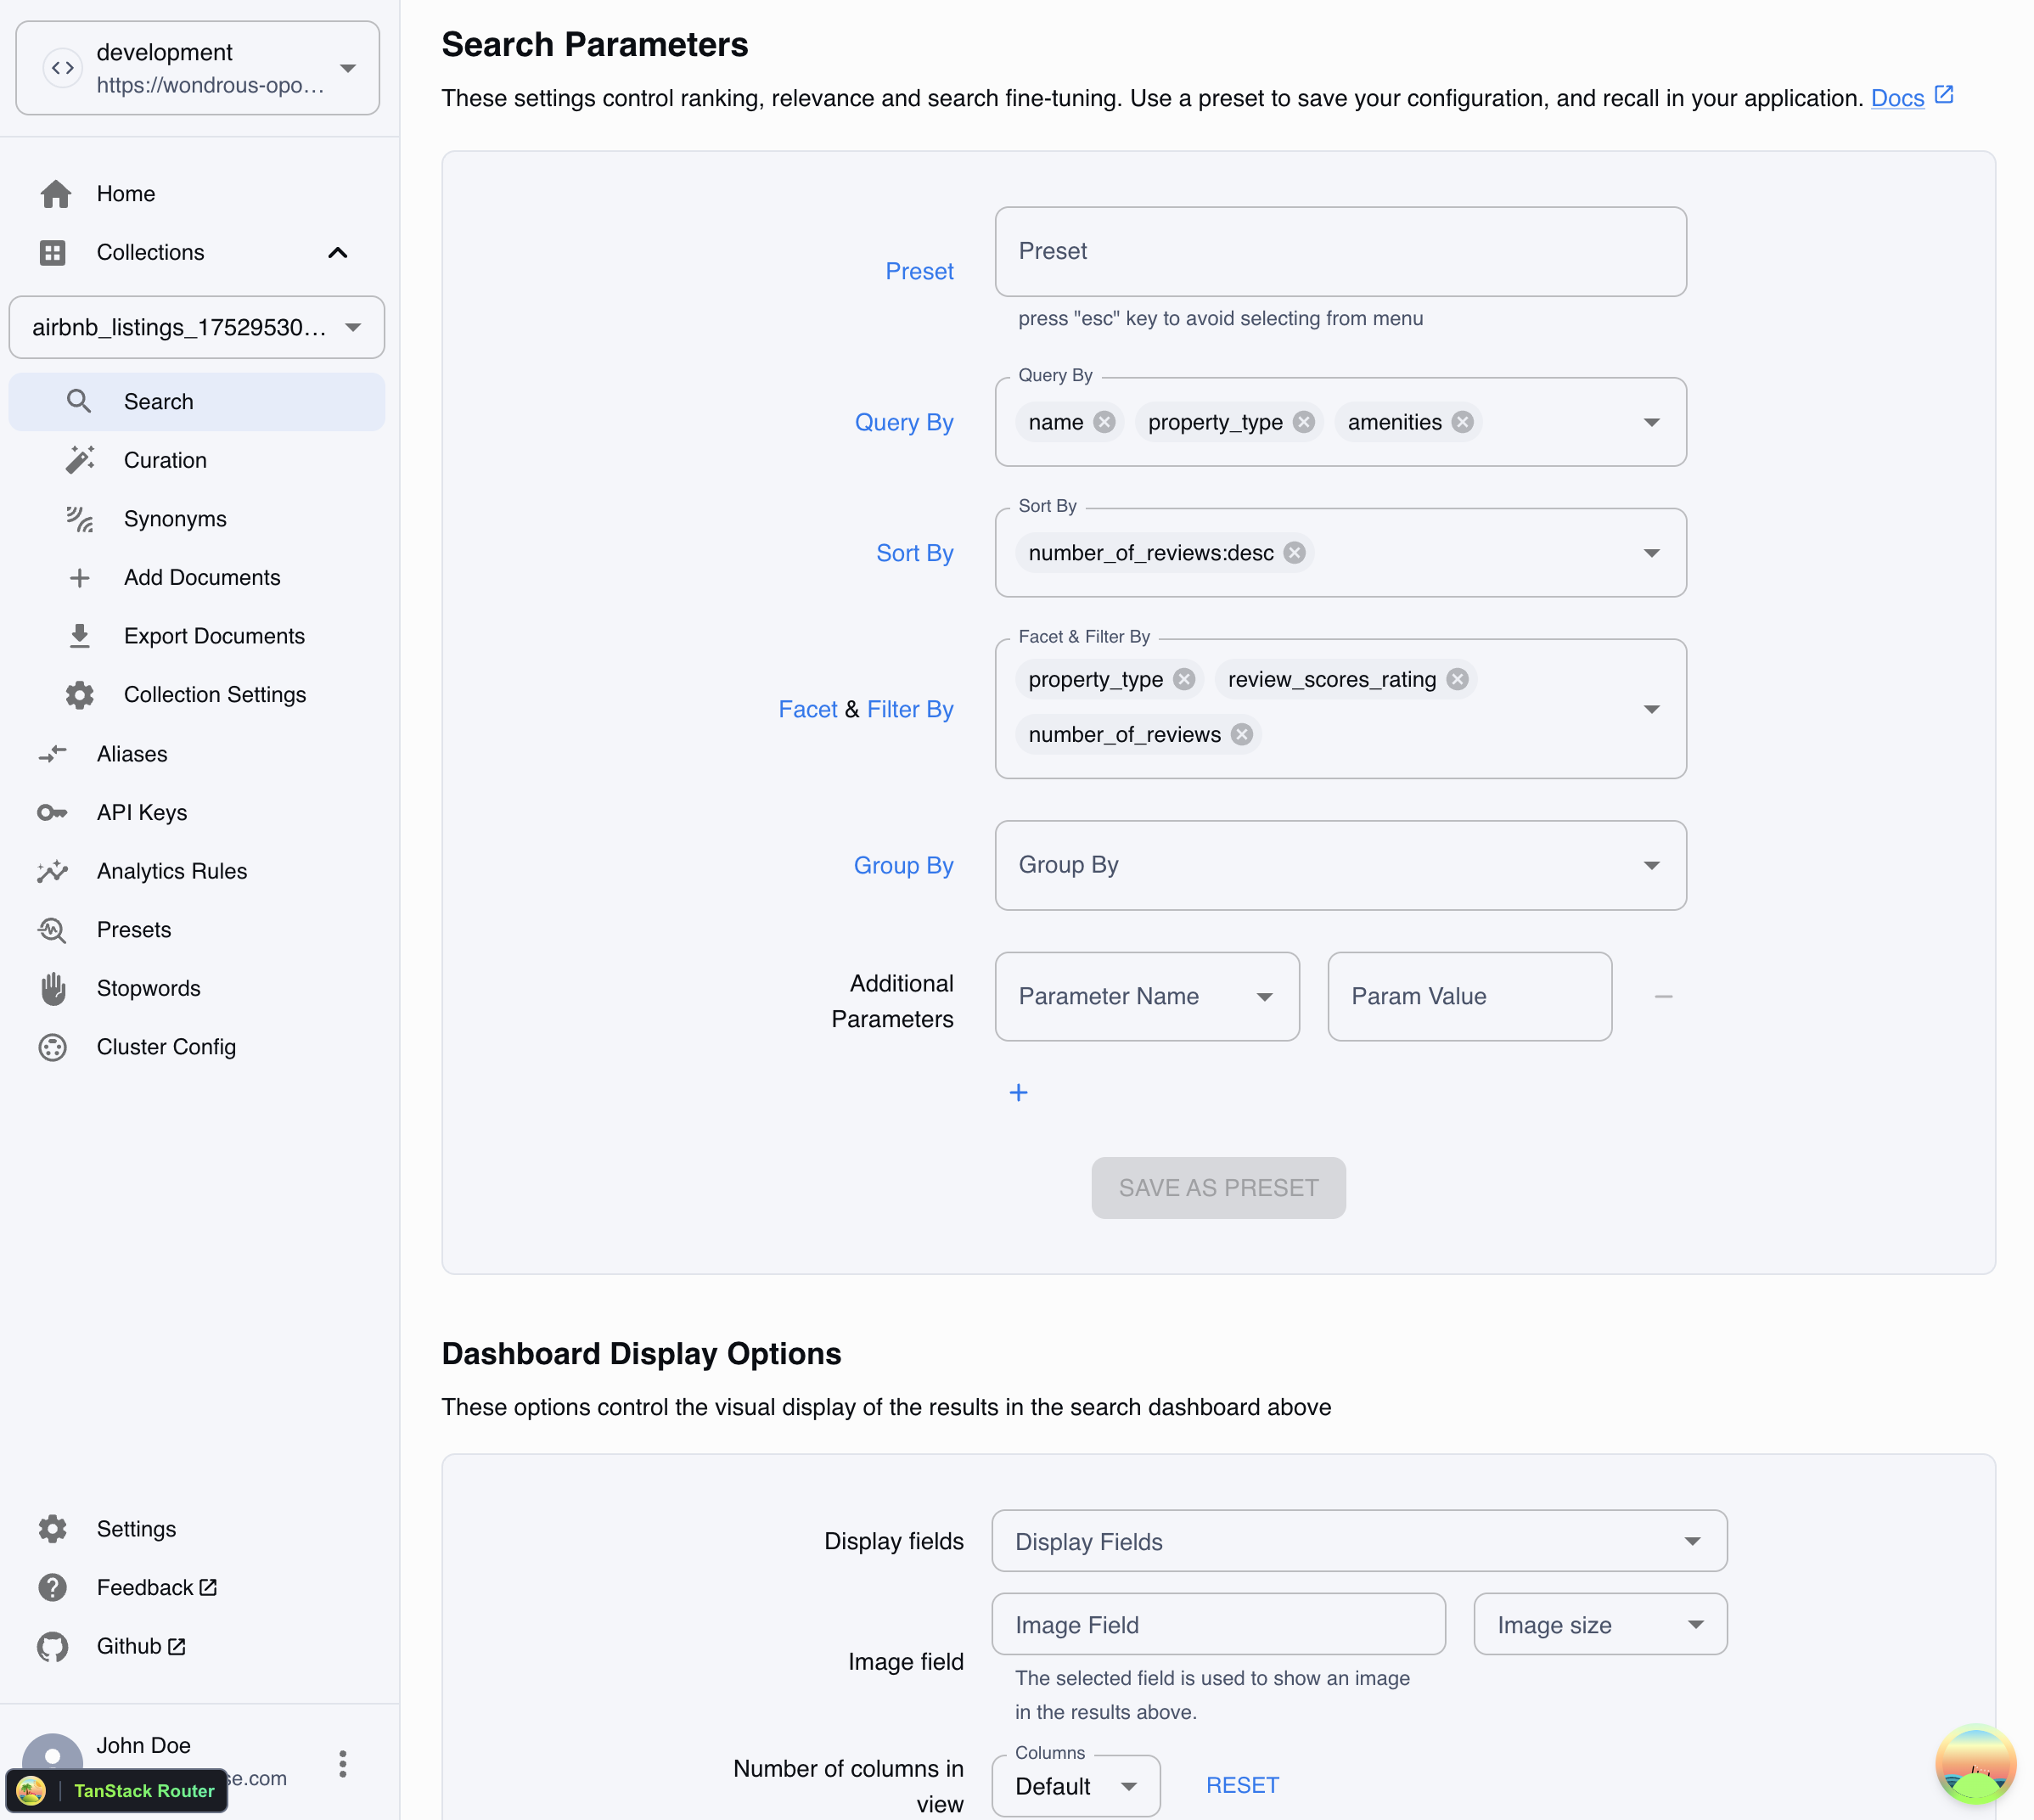 development
https://wondrous-opo...
Home
Collections
airbnb_listings_17529530...
Search
Curation
Synonyms
Add Documents
Export Documents
Collection Settings
Aliases
API Keys
Analytics Rules
Presets
Stopwords
Cluster Config
Settings
Feedback
Github
John Doe
se.com
TanStack Router
Search Parameters
These settings control ranking, relevance and search fine-tuning. Use a preset to save your configuration, and recall in your application. Docs
Preset
Preset
press "esc" key to avoid selecting from menu
Query By
Query By
name property_type amenities
Sort By
Sort By
number_of_reviews:desc
Facet & Filter By
Facet & Filter By
property_type review_scores_rating
number_of_reviews
Group By
Group By
Additional
Parameters
Parameter Name
Param Value
SAVE AS PRESET
Dashboard Display Options
These options control the visual display of the results in the search dashboard above
Display fields
Display Fields
Image field
Image Field
Image size
The selected field is used to show an image
in the results above.
Number of columns in
view
Columns
Default
RESET